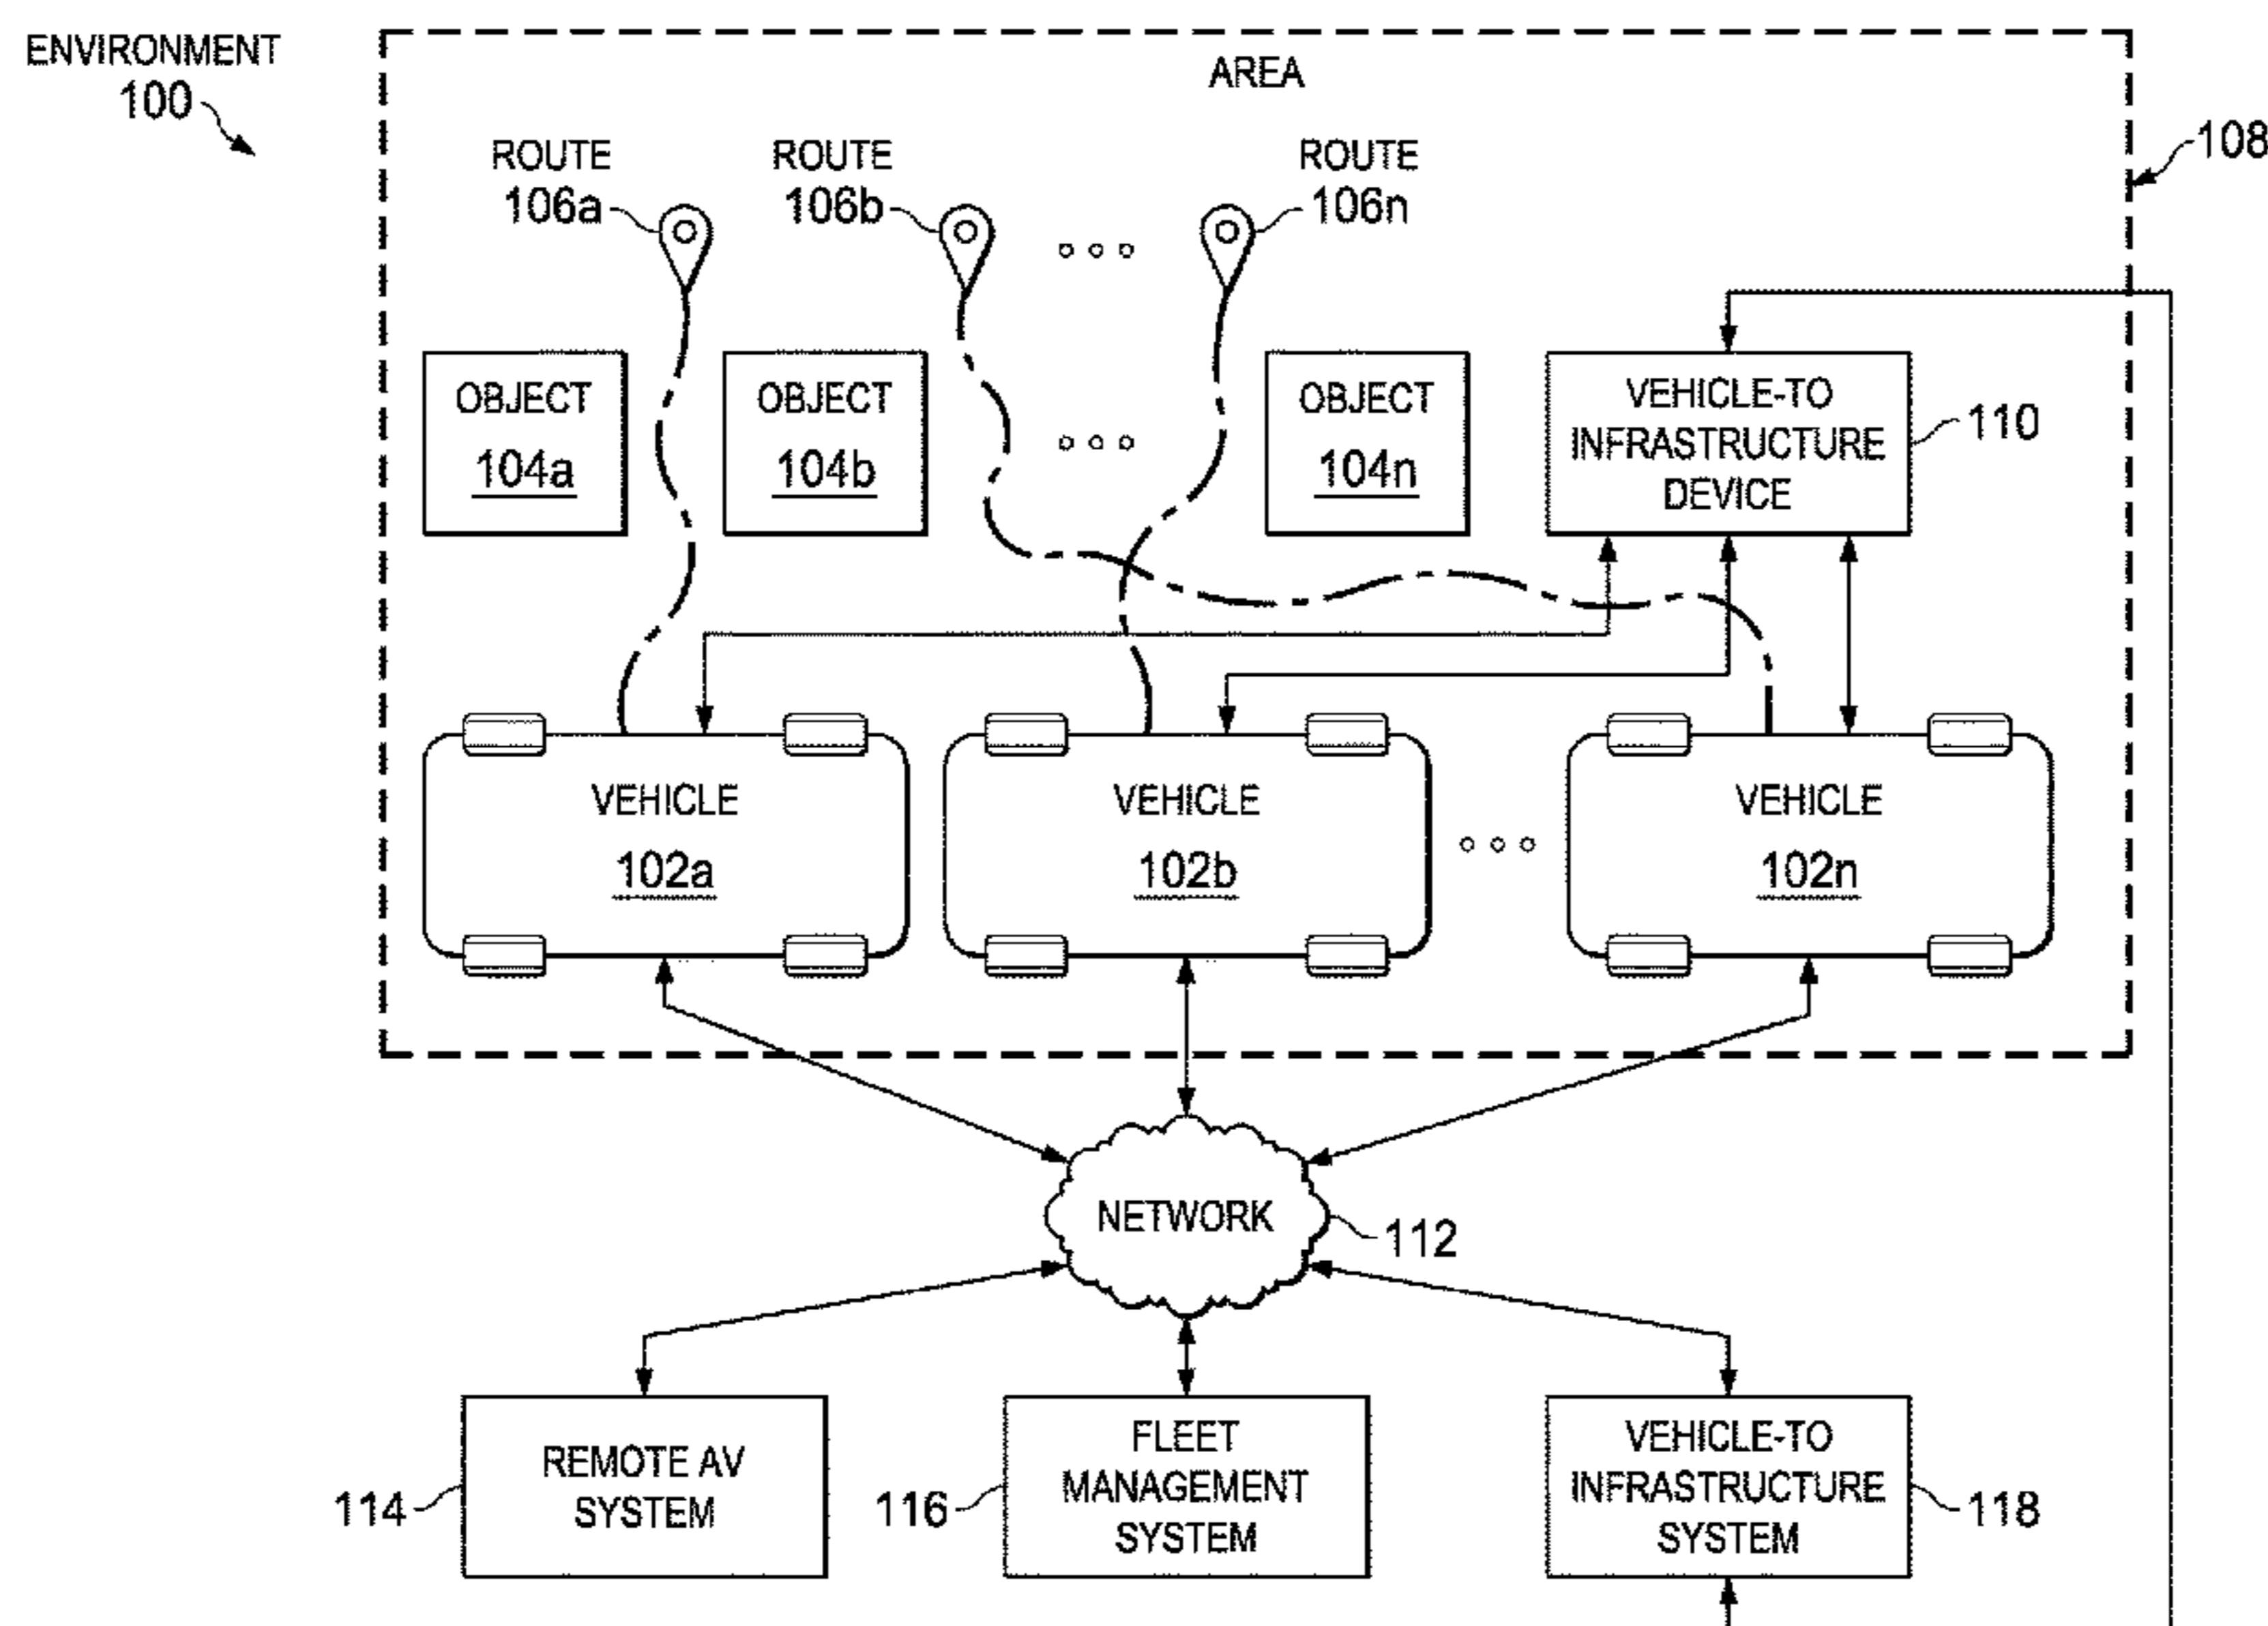 ENVIRONMENT
100
AREA
108
ROUTE
106a
ROUTE
106b
ROUTE
106n
OBJECT
104a
OBJECT
104b
OBJECT
104n
VEHICLE-TO
INFRASTRUCTURE
DEVICE
110
VEHICLE
102a
VEHICLE
102b
VEHICLE
102n
NETWORK
112
REMOTE AV
SYSTEM
114
FLEET
MANAGEMENT
SYSTEM
116
VEHICLE-TO
INFRASTRUCTURE
SYSTEM
118